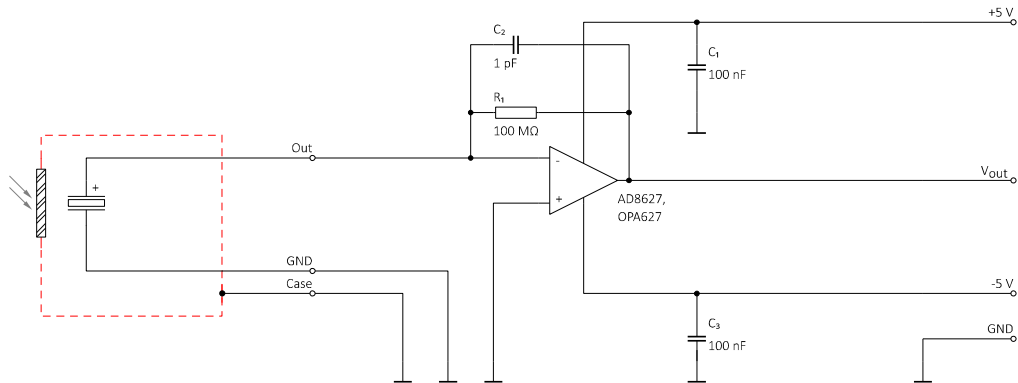 +5 V
C₂
1 pF
C₁
100 nF
R₁
100 MΩ
Out
-
+
+
Vout
AD8627,
OPA627
GND
Case
-5 V
C₃
100 nF
GND